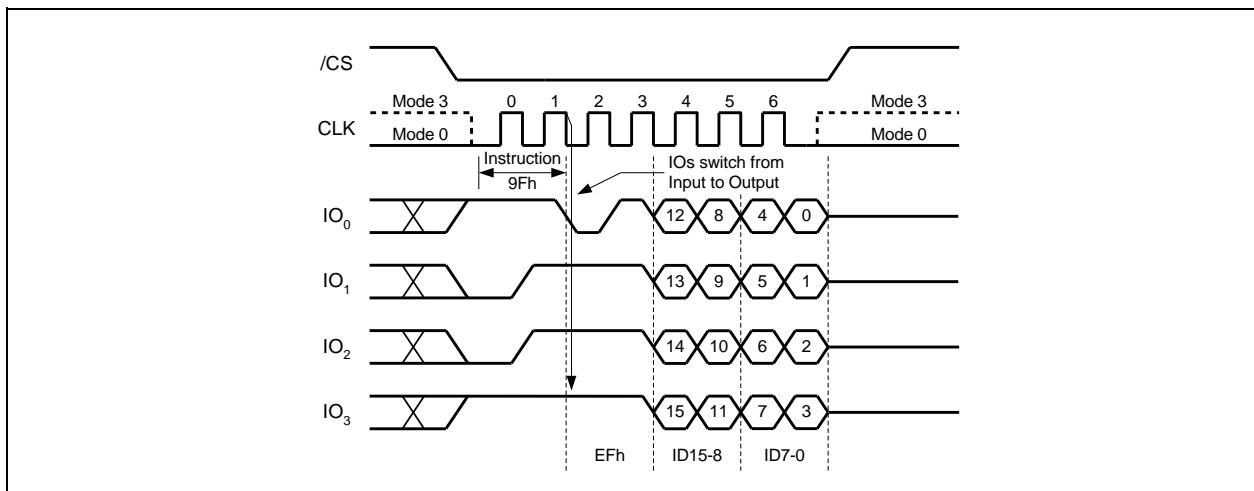 /CS
Mode 3 0 1 2 3 4 5 6 Mode 3
CLK Mode 0 Mode 0
Instruction
9Fh
IOs switch from
Input to Output
IO0 12 8 4 0
IO1 13 9 5 1
IO2 14 10 6 2
IO3 15 11 7 3
EFh ID15-8 ID7-0